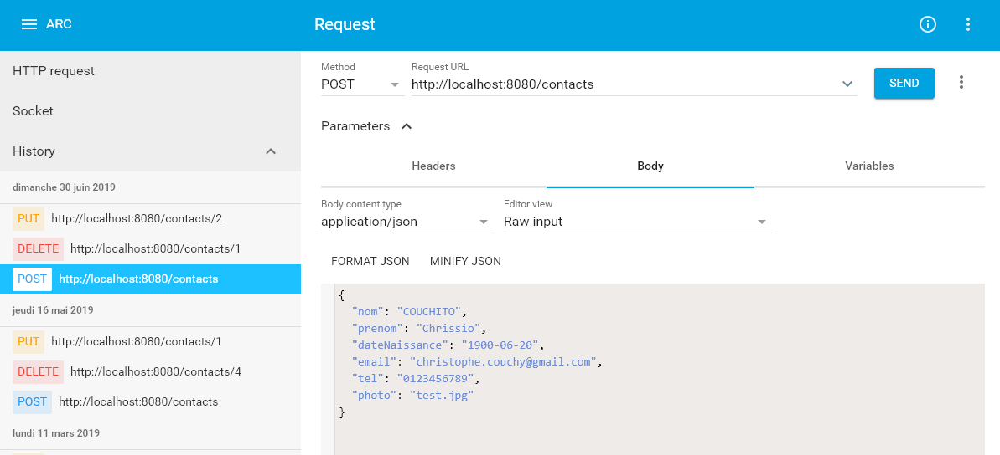 ARC
Request
HTTP request
Socket
History
dimanche 30 juin 2019
PUT http://localhost:8080/contacts/2
DELETE http://localhost:8080/contacts/1
POST http://localhost:8080/contacts
jeudi 16 mai 2019
PUT http://localhost:8080/contacts/1
DELETE http://localhost:8080/contacts/4
POST http://localhost:8080/contacts
lundi 11 mars 2019
Method
POST
Request URL
http://localhost:8080/contacts
SEND
Parameters
Headers
Body
Variables
Body content type
application/json
Editor view
Raw input
FORMAT JSON
MINIFY JSON
{
"nom": "COUCHITO",
"prenom": "Chrissio",
"dateNaissance": "1900-06-20",
"email": "christophe.couchy@gmail.com",
"tel": "0123456789",
"photo": "test.jpg"
}